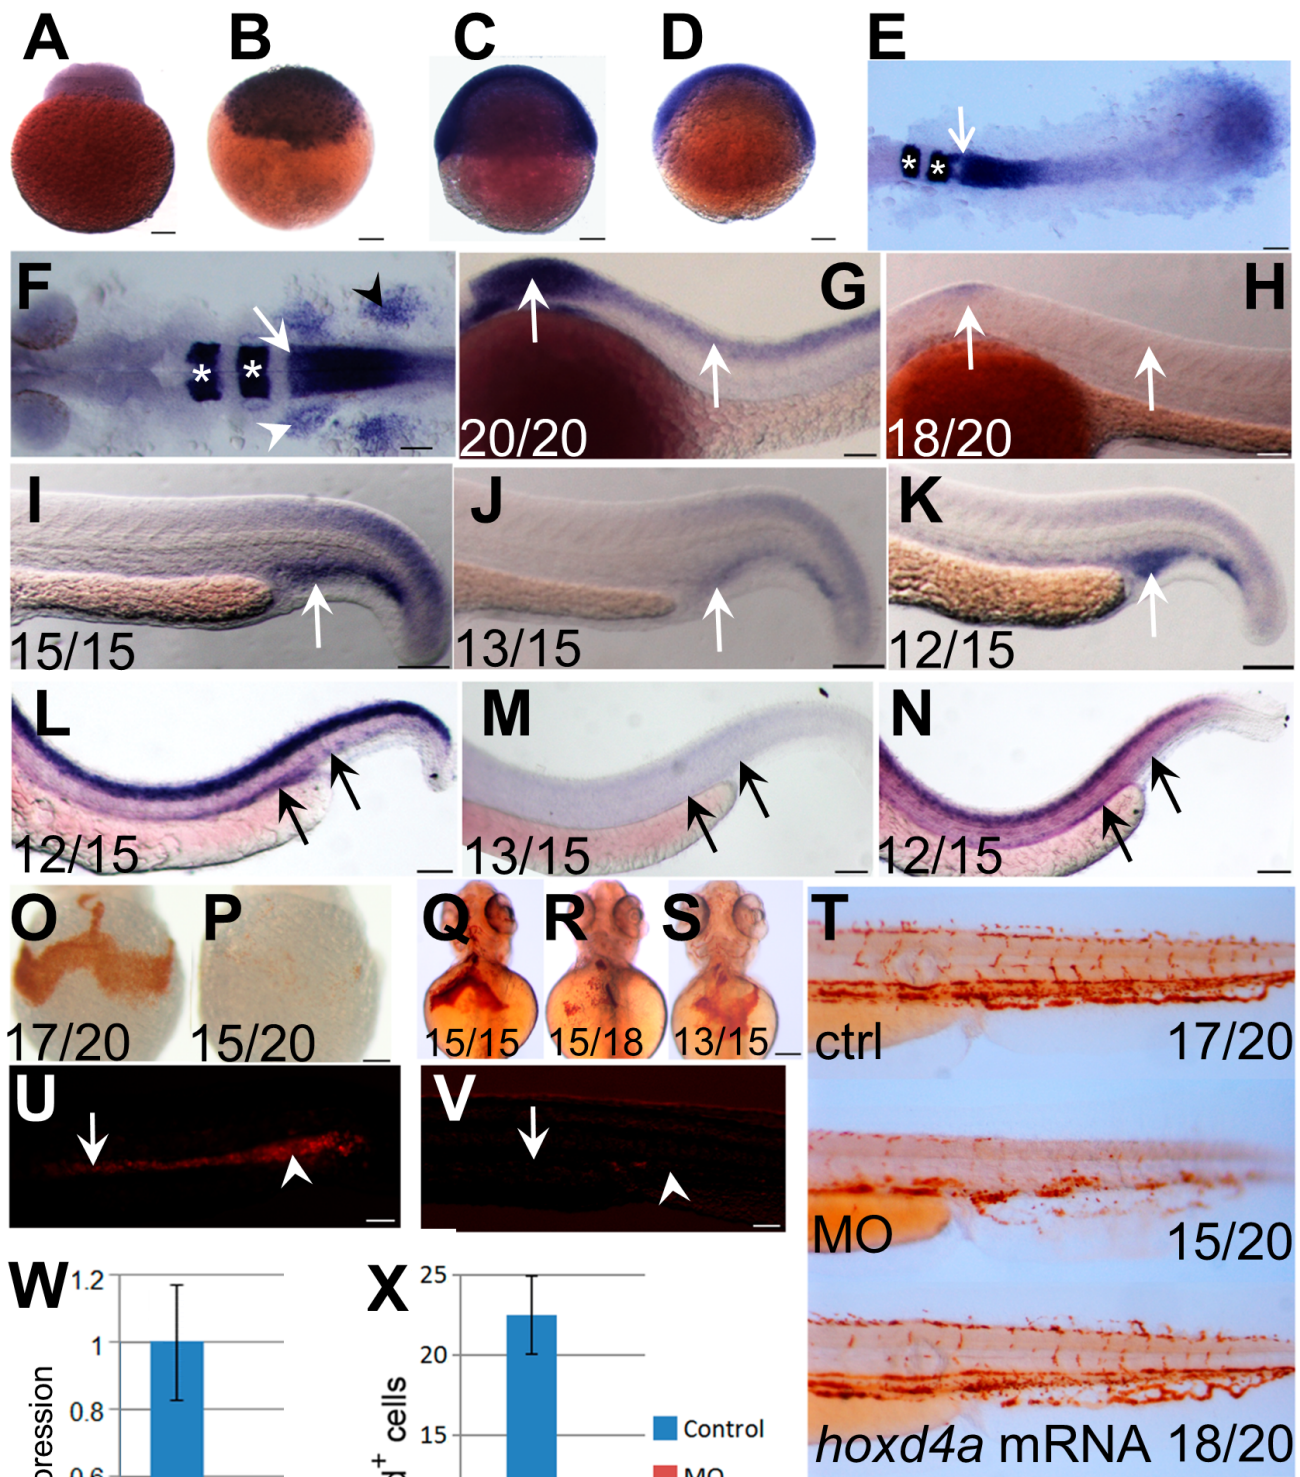 A B C D E
* *
F G H
* *
20/20 18/20
I J K
15/15 13/15 12/15
L M N
12/15 13/15 12/15
O P Q R S T
17/20 15/20 15/15 15/18 13/15 ctrl 17/20
U V
MO 15/20
W X
1.2
1
0.8
25
20
15
cells
Control
MO
hoxd4a mRNA 18/20